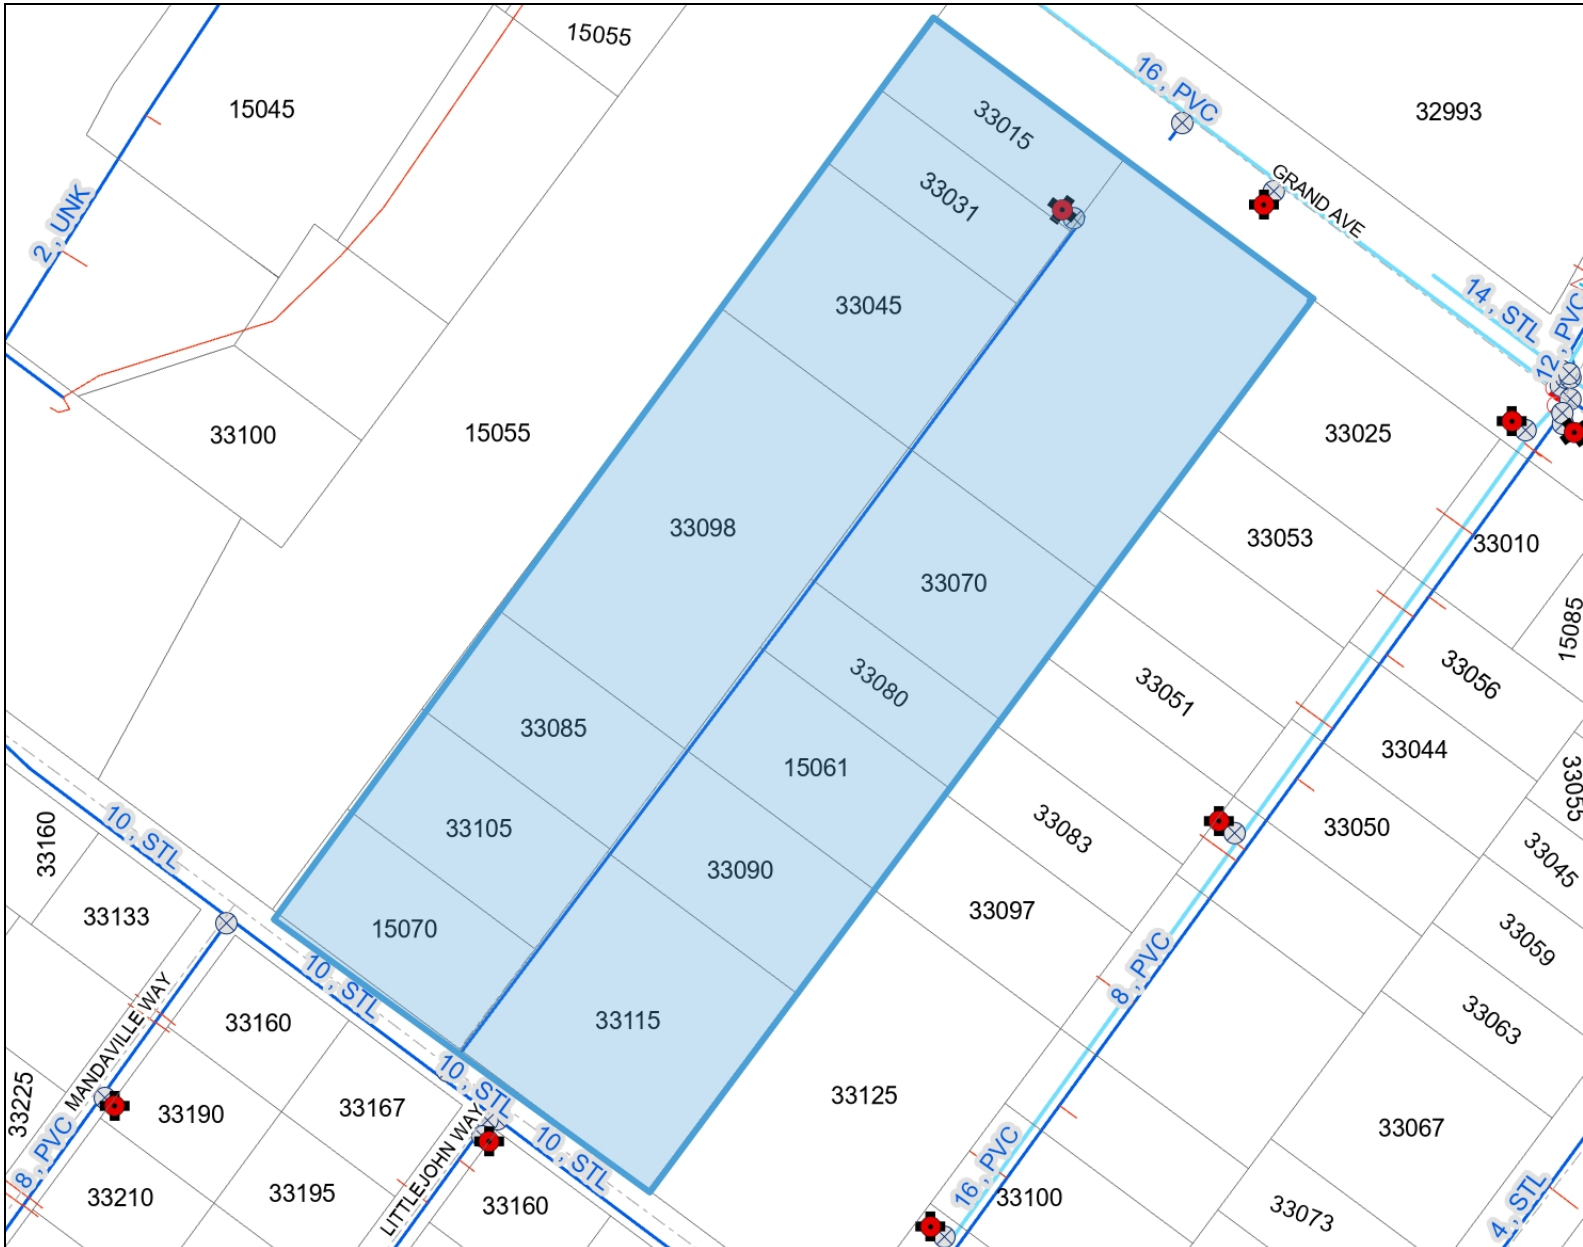 15055
15045
16 , PVC
32993
33015
33031
GRAND AVE
2 , UNK
33045
14 , STL
12 , PVC
33100
15055
33025
33098
33053
33010
33070
15085
33080
33051
33056
33085
15061
33044
33055
10 , STL
33160
33105
33083
33050
33045
33090
33133
15070
33097
33059
10 , STL
8 , PVC
33160
33115
33063
MANDAVILLE WAY
10 , STL
33225
33190
33167
33125
33067
8 , PVC
LITTLEJOHN WAY
10 , STL
16 , PVC
33210
33195
33160
33100
33073
4 , STL